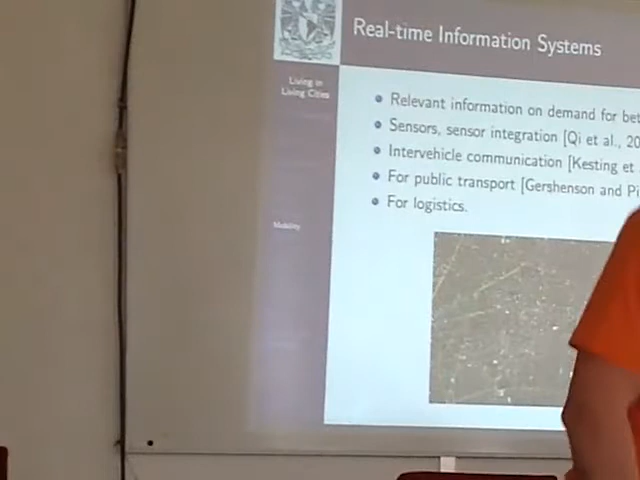 Real-time Information Systems
Living in
Living Cities
Relevant information on demand for bet
Sensors, sensor integration [Qi et al., 20
Intervehicle communication [Kesting et
For public transport [Gershenson and Pi
For logistics.
Mobility